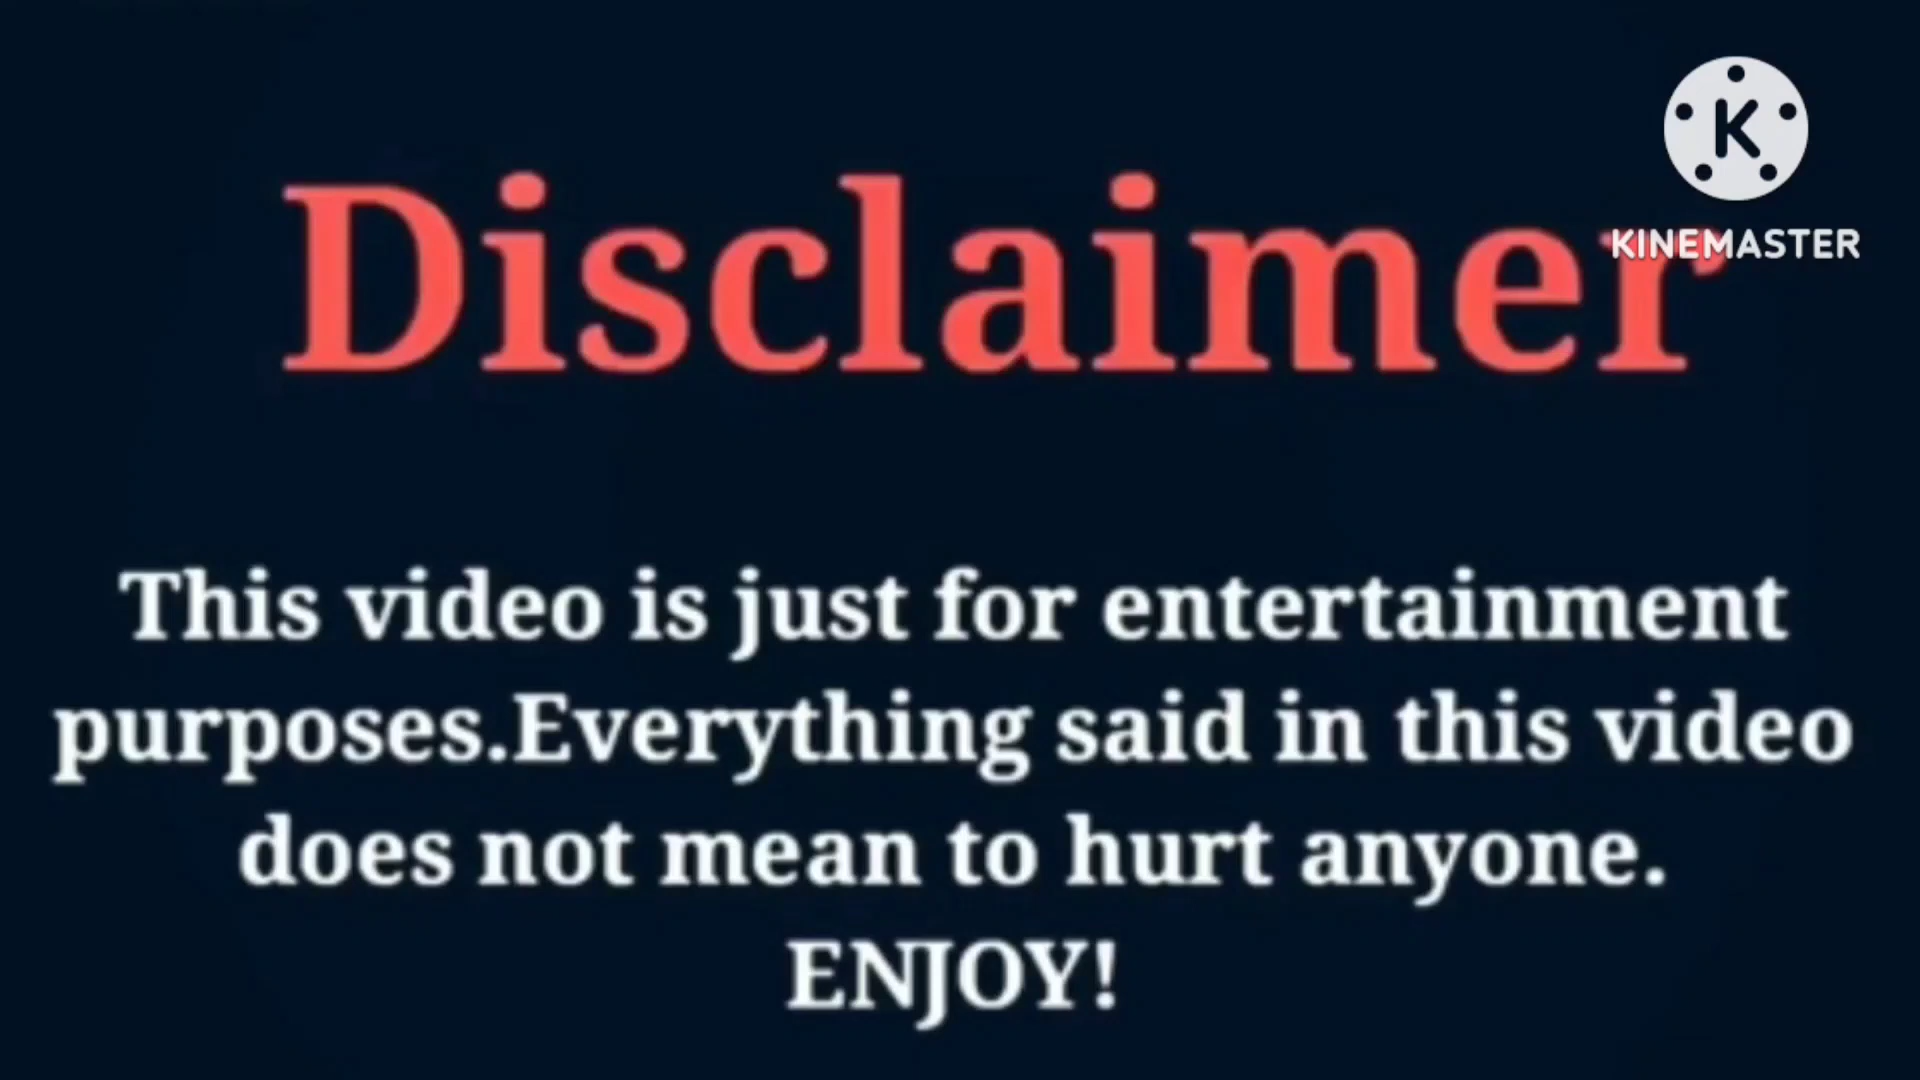 K
KINEMASTER
Disclaimer
This video is just for entertainment
purposes.Everything said in this video
does not mean to hurt anyone.
ENJOY!